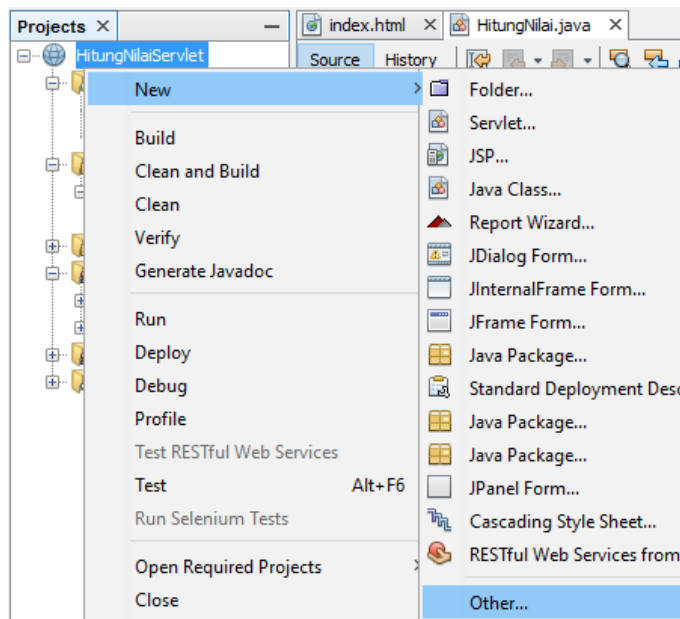 Projects
index.html
HitungNilai.java
HitungNilaiServlet
Source
History
New
Build
Clean and Build
Clean
Verify
Generate Javadoc
Run
Deploy
Debug
Profile
Test RESTful Web Services
Test Alt+F6
Run Selenium Tests
Open Required Projects
Close
Folder...
Servlet...
JSP...
Java Class...
Report Wizard...
JDialog Form...
JInternalFrame Form...
JFrame Form...
Java Package...
Standard Deployment Desc
Java Package...
Java Package...
JPanel Form...
Cascading Style Sheet...
RESTful Web Services from
Other...